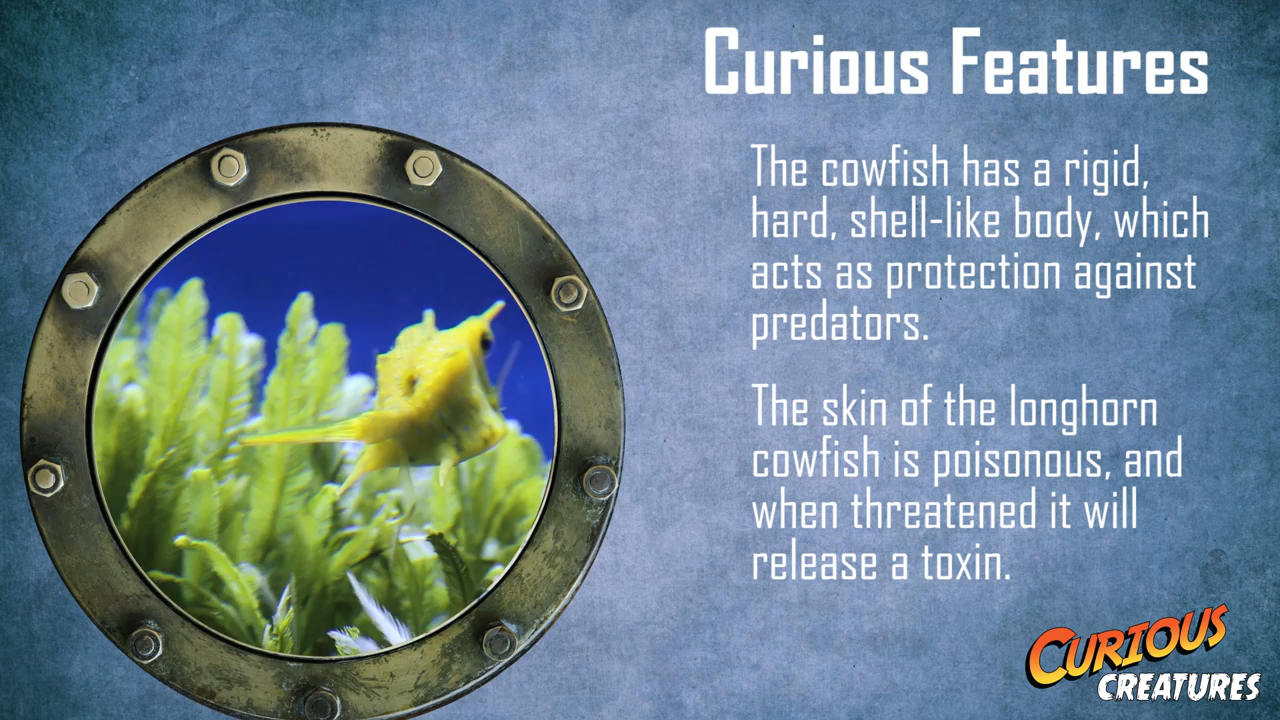 Curious Features
The cowfish has a rigid,
hard, shell-like body, which
acts as protection against
predators.
The skin of the longhorn
cowfish is poisonous, and
when threatened it will
release a toxin.
CURIOUS
CREATURES